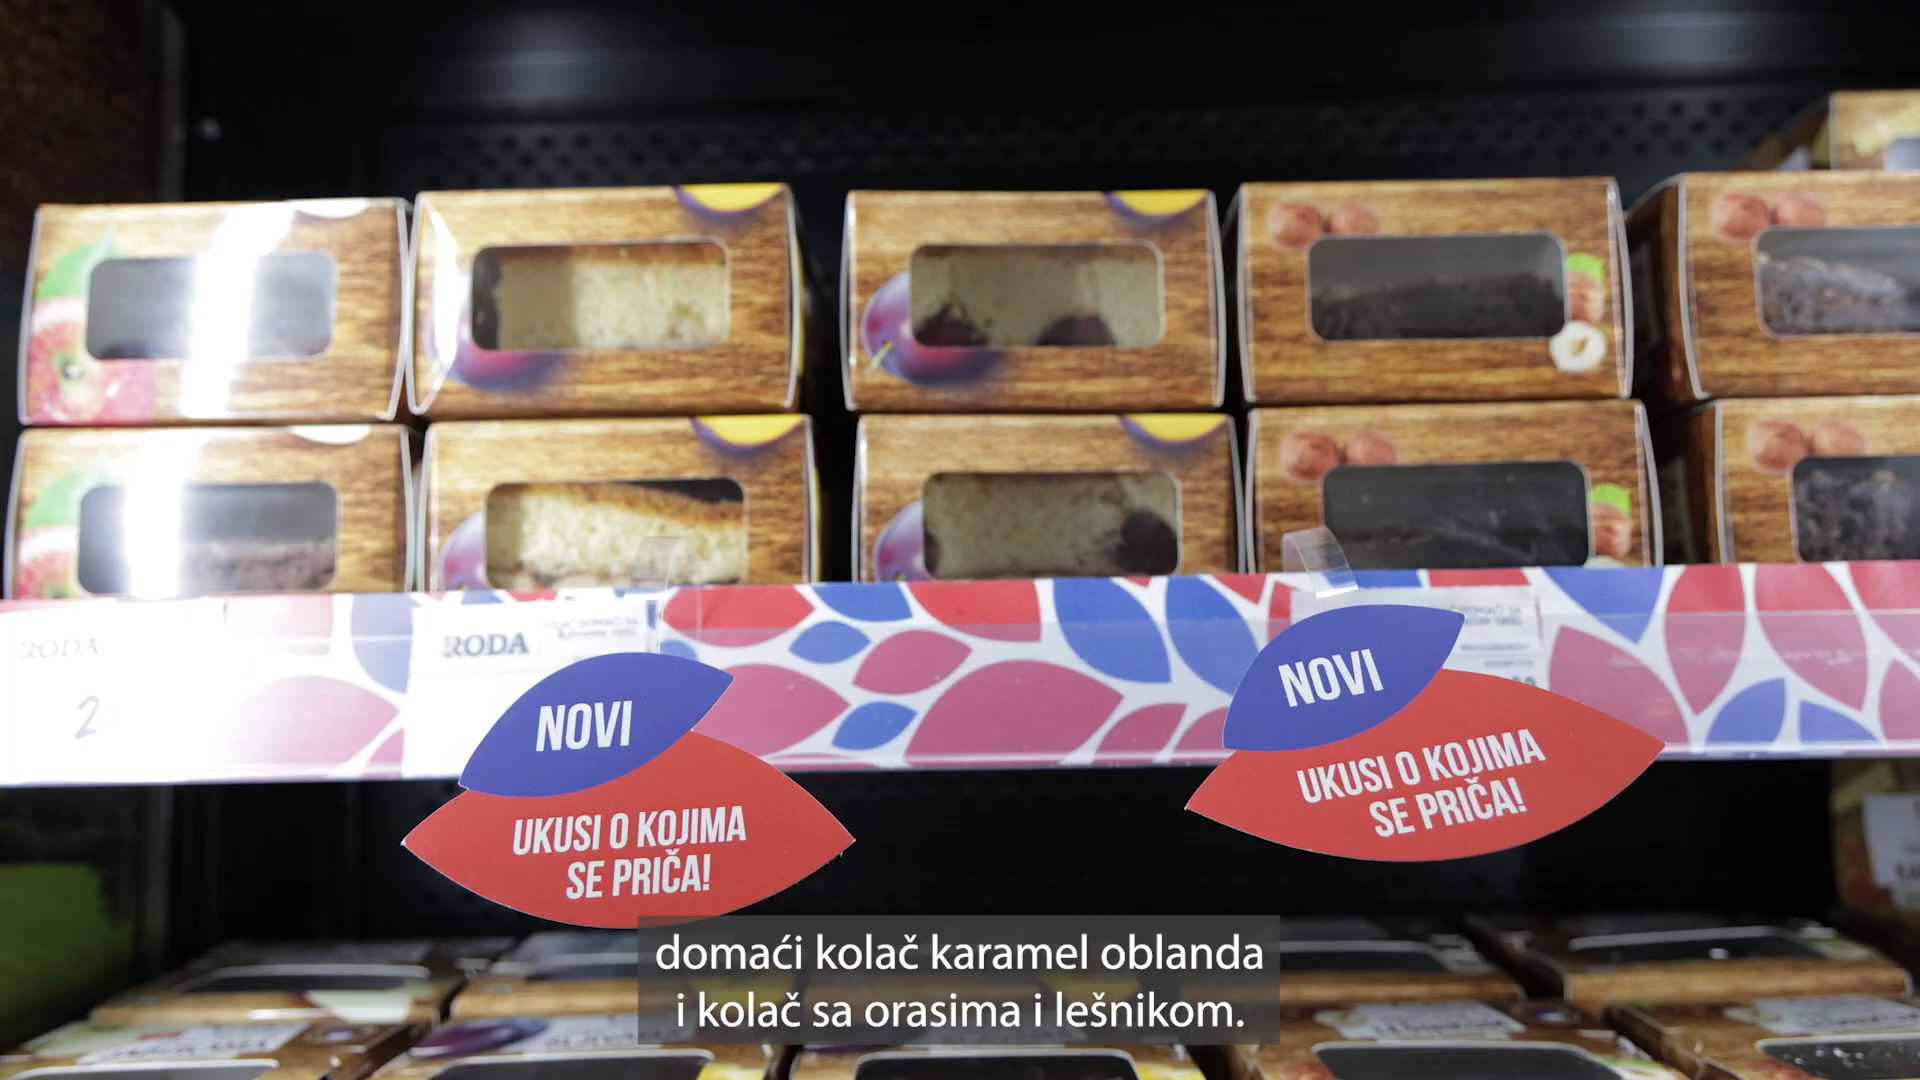 RODA
2
RODA
NOVI
UKUSI O KOJIMA
SE PRIČA!
NOVI
UKUSI O KOJIMA
SE PRIČA!
domaći kolač karamel oblanda
i kolač sa orasima i lešnikom.